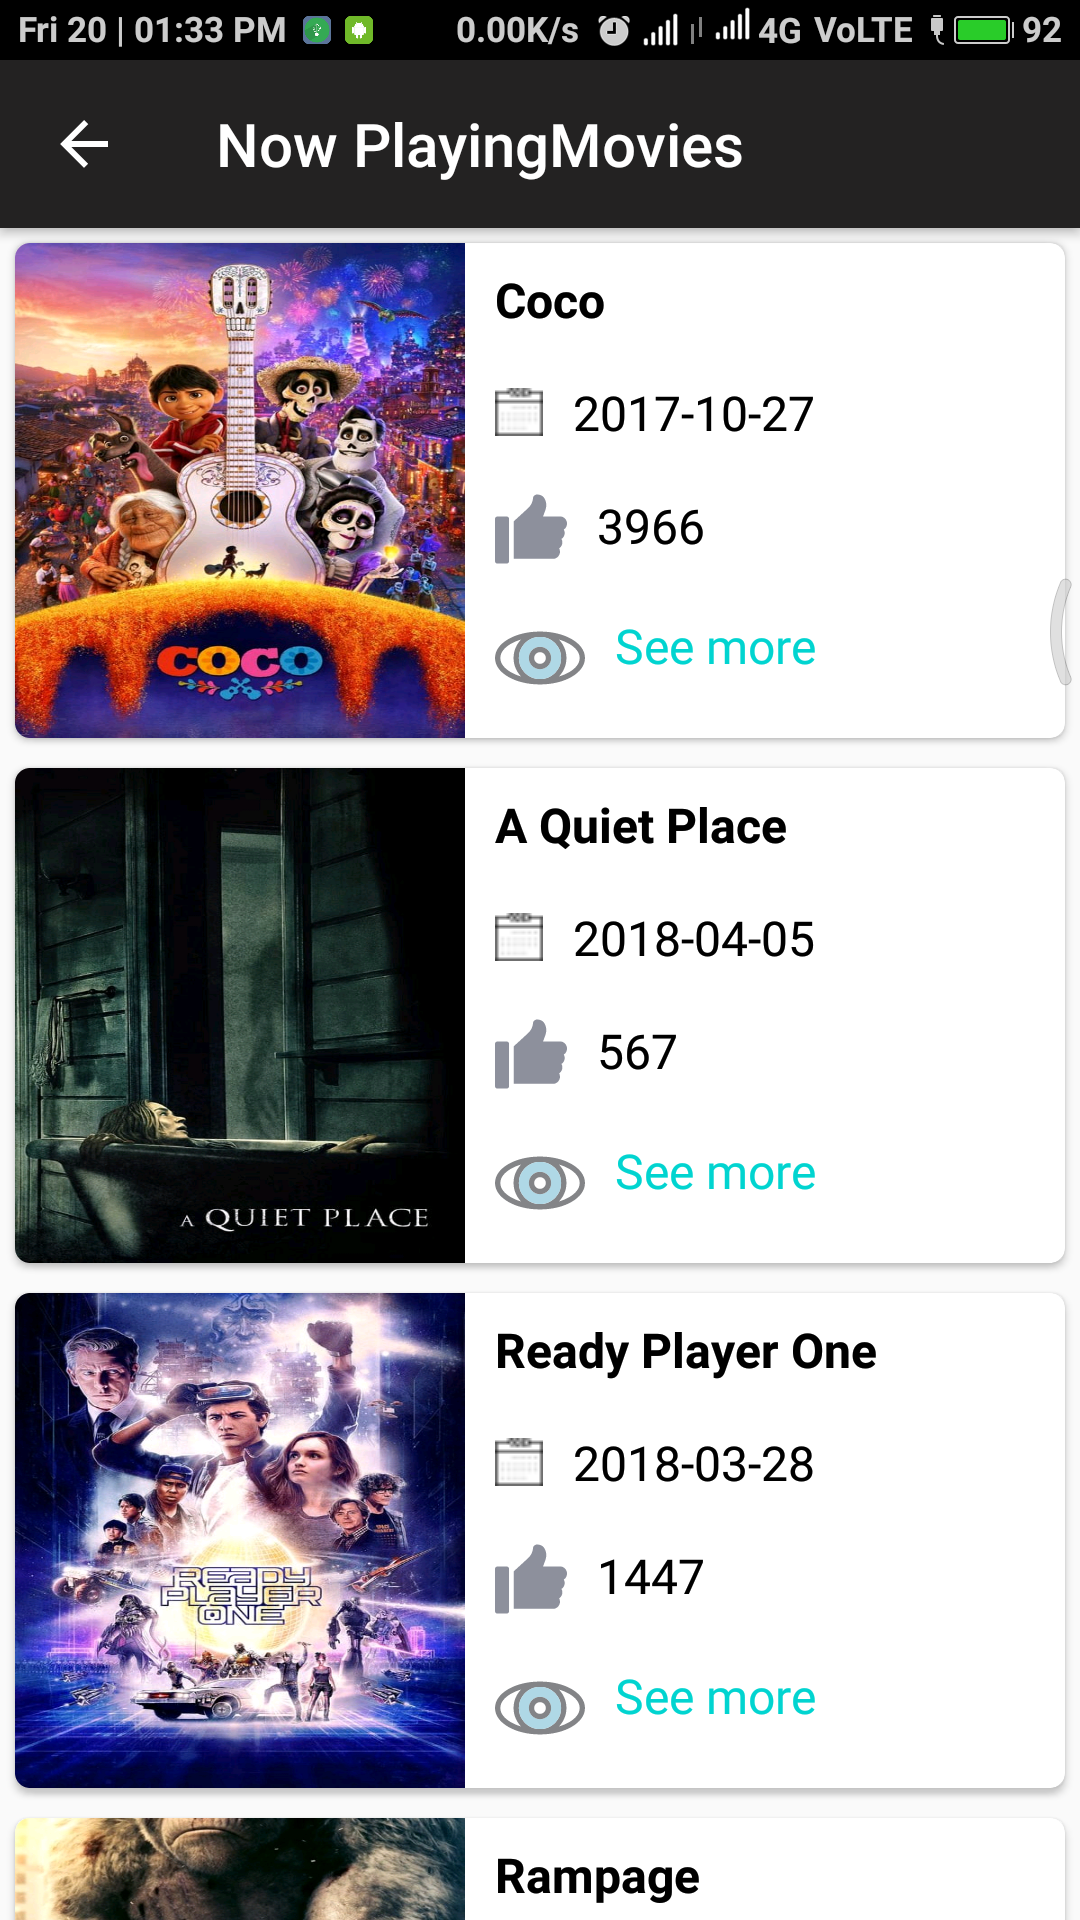 Fri 20 | 01:33 PM 0.00K/s 4G VoLTE 92
Now PlayingMovies
Coco
2017-10-27
3966
See more
COCO
A Quiet Place
2018-04-05
567
See more
A QUIET PLACE
Ready Player One
2018-03-28
1447
See more
READY
PLAYER
ONE
Rampage